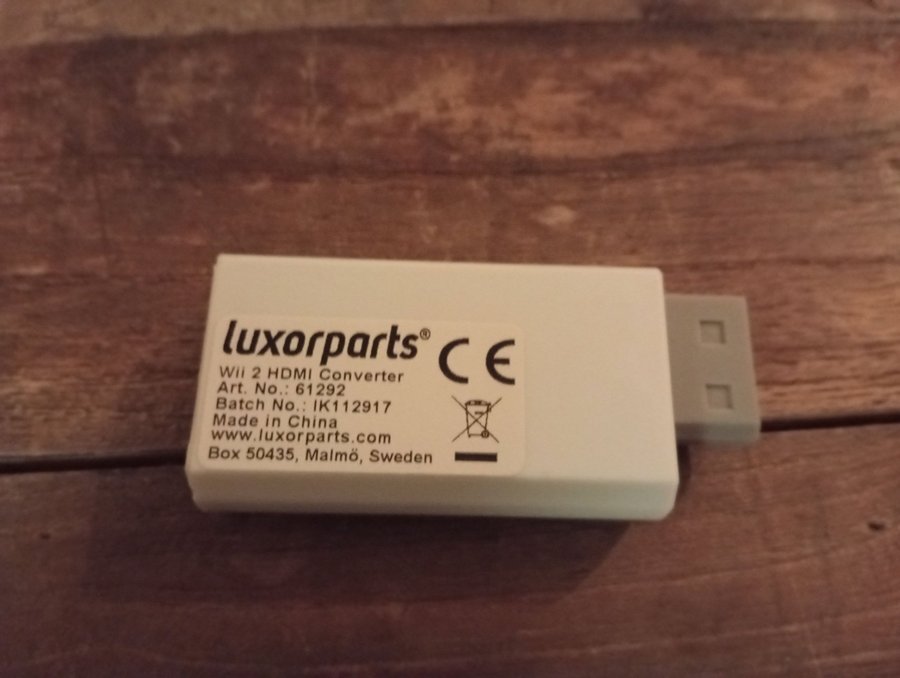 luxorparts®
CE
Wii 2 HDMI Converter
Art. No.: 61292
Batch No.: IK112917
Made in China
www.luxorparts.com
Box 50435, Malmö, Sweden